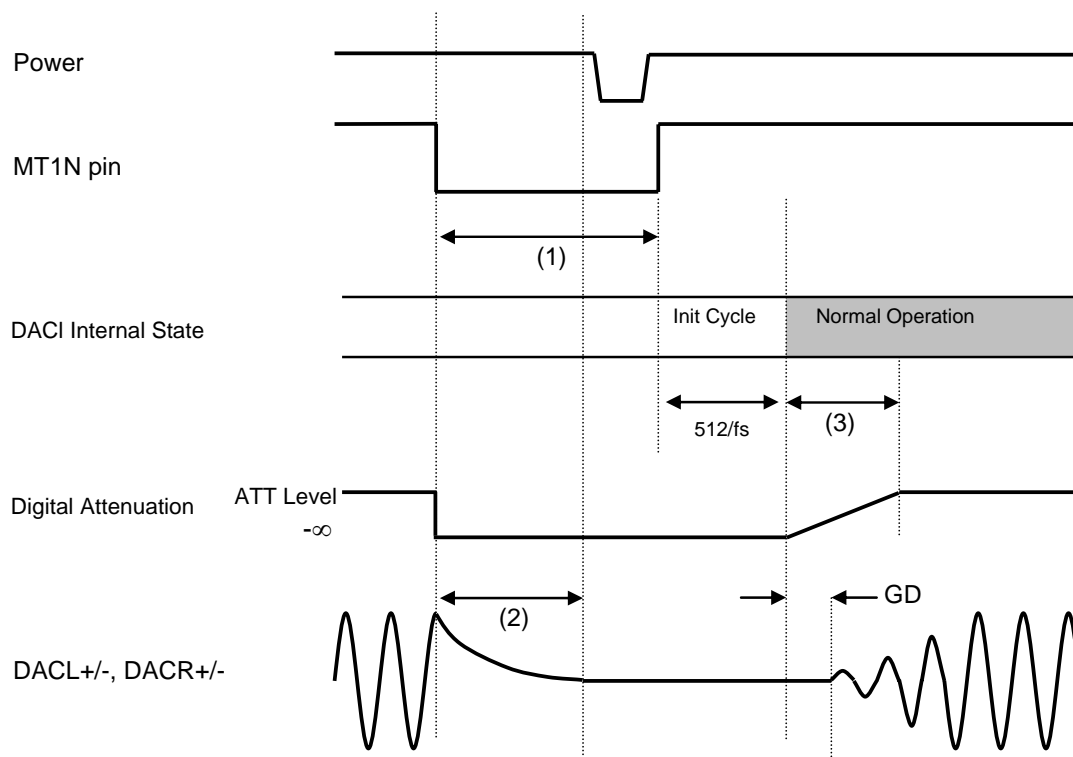 Power
MT1N pin
(1)
DACl Internal State
Init Cycle
Normal Operation
512/fs
(3)
Digital Attenuation
ATT Level
-∞
(2)
GD
DACL+/-, DACR+/-